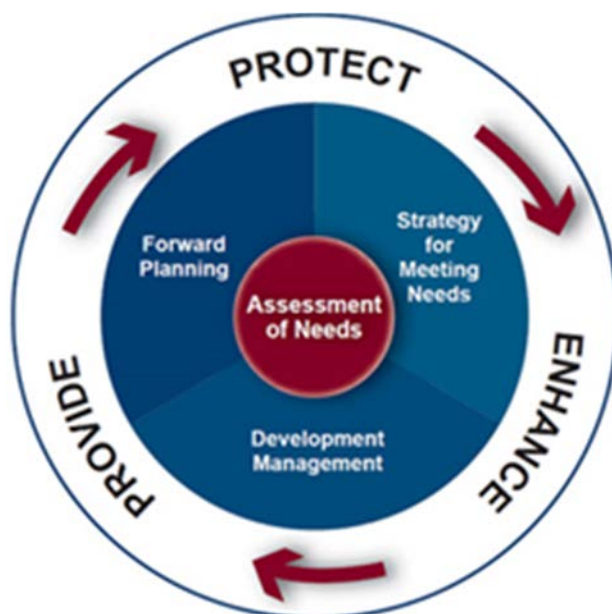 PROTECT
Forward
Planning
Strategy
for
Meeting
Needs
Assessment
of Needs
Development
Management
ENHANCE
PROVIDE